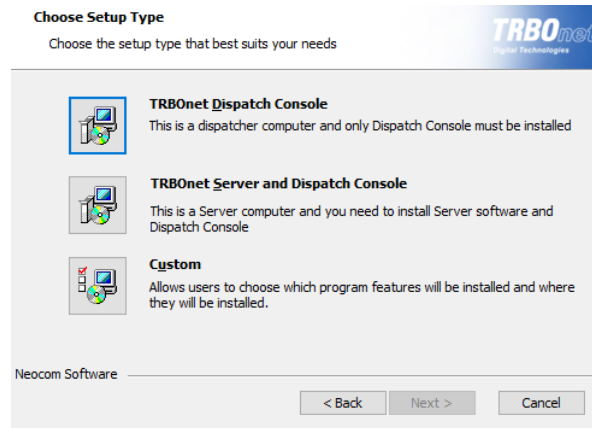 Choose Setup Type
Choose the setup type that best suits your needs
TRBOnet
Digital Technologies
TRBOnet Dispatch Console
This is a dispatcher computer and only Dispatch Console must be installed
TRBOnet Server and Dispatch Console
This is a Server computer and you need to install Server software and
Dispatch Console
Custom
Allows users to choose which program features will be installed and where
they will be installed.
Neocom Software
< Back
Next >
Cancel